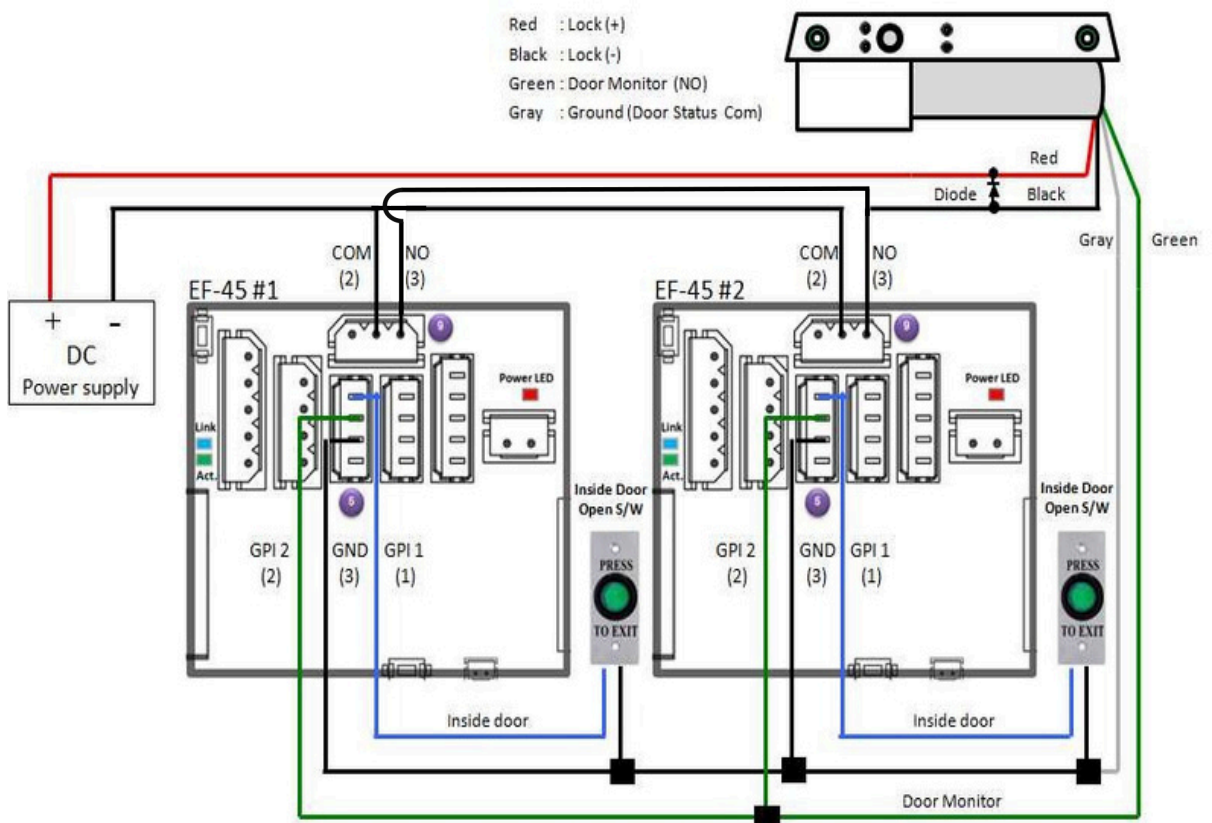 Red : Lock (+)
Black : Lock (-)
Green : Door Monitor (NO)
Gray : Ground (Door Status Com)
Red
Diode
Black
Gray
Green
COM
(2)
NO
(3)
COM
(2)
NO
(3)
EF-45 #1
EF-45 #2
+ -
DC
Power supply
9
9
Power LED
Power LED
Link
Act.
Link
Act.
5
5
Inside Door
Open S/W
Inside Door
Open S/W
GPI 2
(2)
GND
(3)
GPI 1
(1)
GPI 2
(2)
GND
(3)
GPI 1
(1)
PRESS
TO EXIT
PRESS
TO EXIT
Inside door
Inside door
Door Monitor